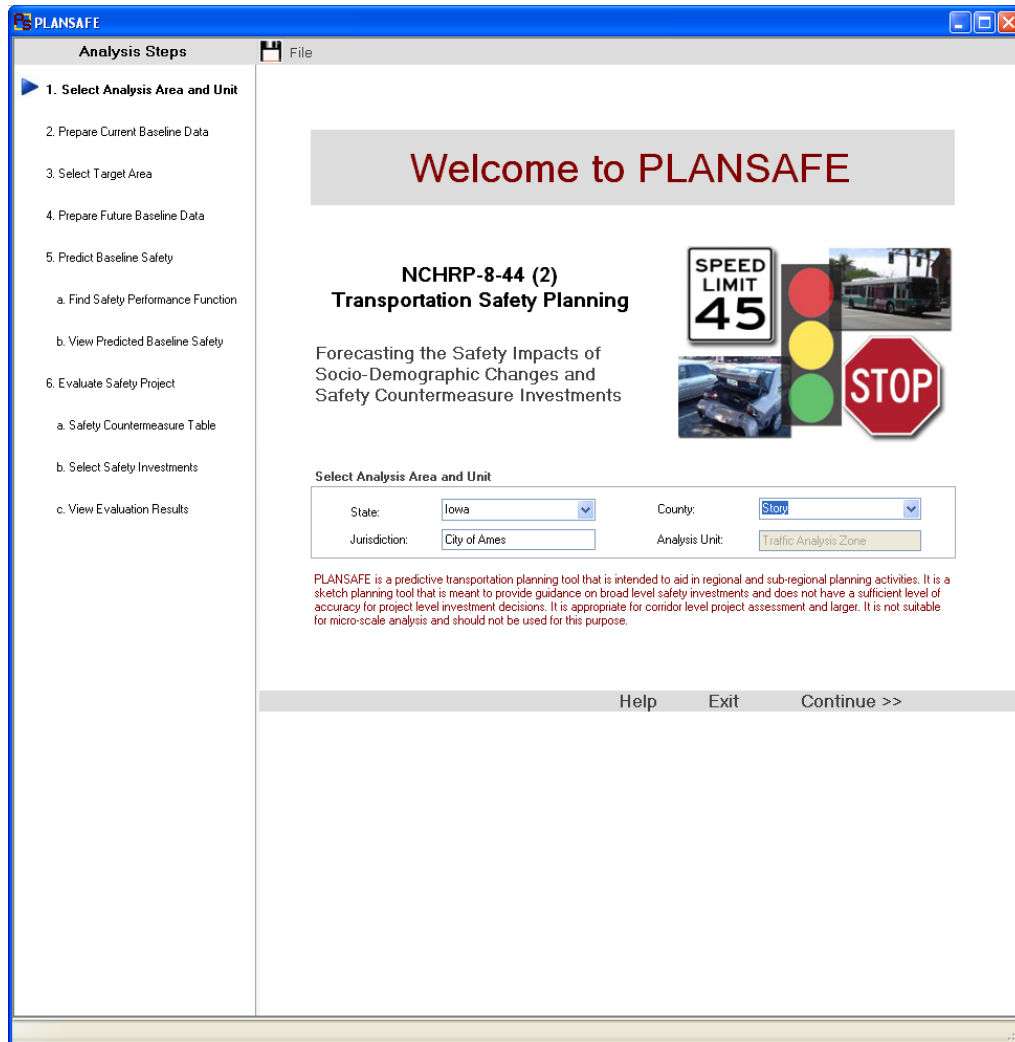 PS PLANSAFE
Analysis Steps
File
1. Select Analysis Area and Unit
2. Prepare Current Baseline Data
3. Select Target Area
4. Prepare Future Baseline Data
5. Predict Baseline Safety
a. Find Safety Performance Function
b. View Predicted Baseline Safety
6. Evaluate Safety Project
a. Safety Countermeasure Table
b. Select Safety Investments
c. View Evaluation Results
Welcome to PLANSAFE
NCHRP-8-44 (2)
Transportation Safety Planning
Forecasting the Safety Impacts of
Socio-Demographic Changes and
Safety Countermeasure Investments
SPEED
LIMIT
45
STOP
Select Analysis Area and Unit
State: Iowa County: Story
Jurisdiction: City of Ames Analysis Unit: Traffic Analysis Zone
PLANSAFE is a predictive transportation planning tool that is intended to aid in regional and sub-regional planning activities. It is a
sketch planning tool that is meant to provide guidance on broad level safety investments and does not have a sufficient level of
accuracy for project level investment decisions. It is appropriate for corridor level project assessment and larger. It is not suitable
for micro-scale analysis and should not be used for this purpose.
Help Exit Continue >>